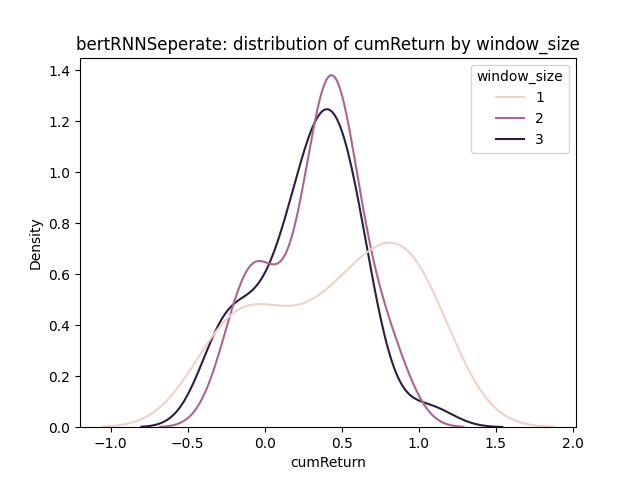 bertRNNSeperate: distribution of cumReturn by window_size
window_size
1
2
3
1.4
1.2
1.0
0.8
0.6
0.4
0.2
0.0
Density
−1.0 −0.5 0.0 0.5 1.0 1.5 2.0
cumReturn